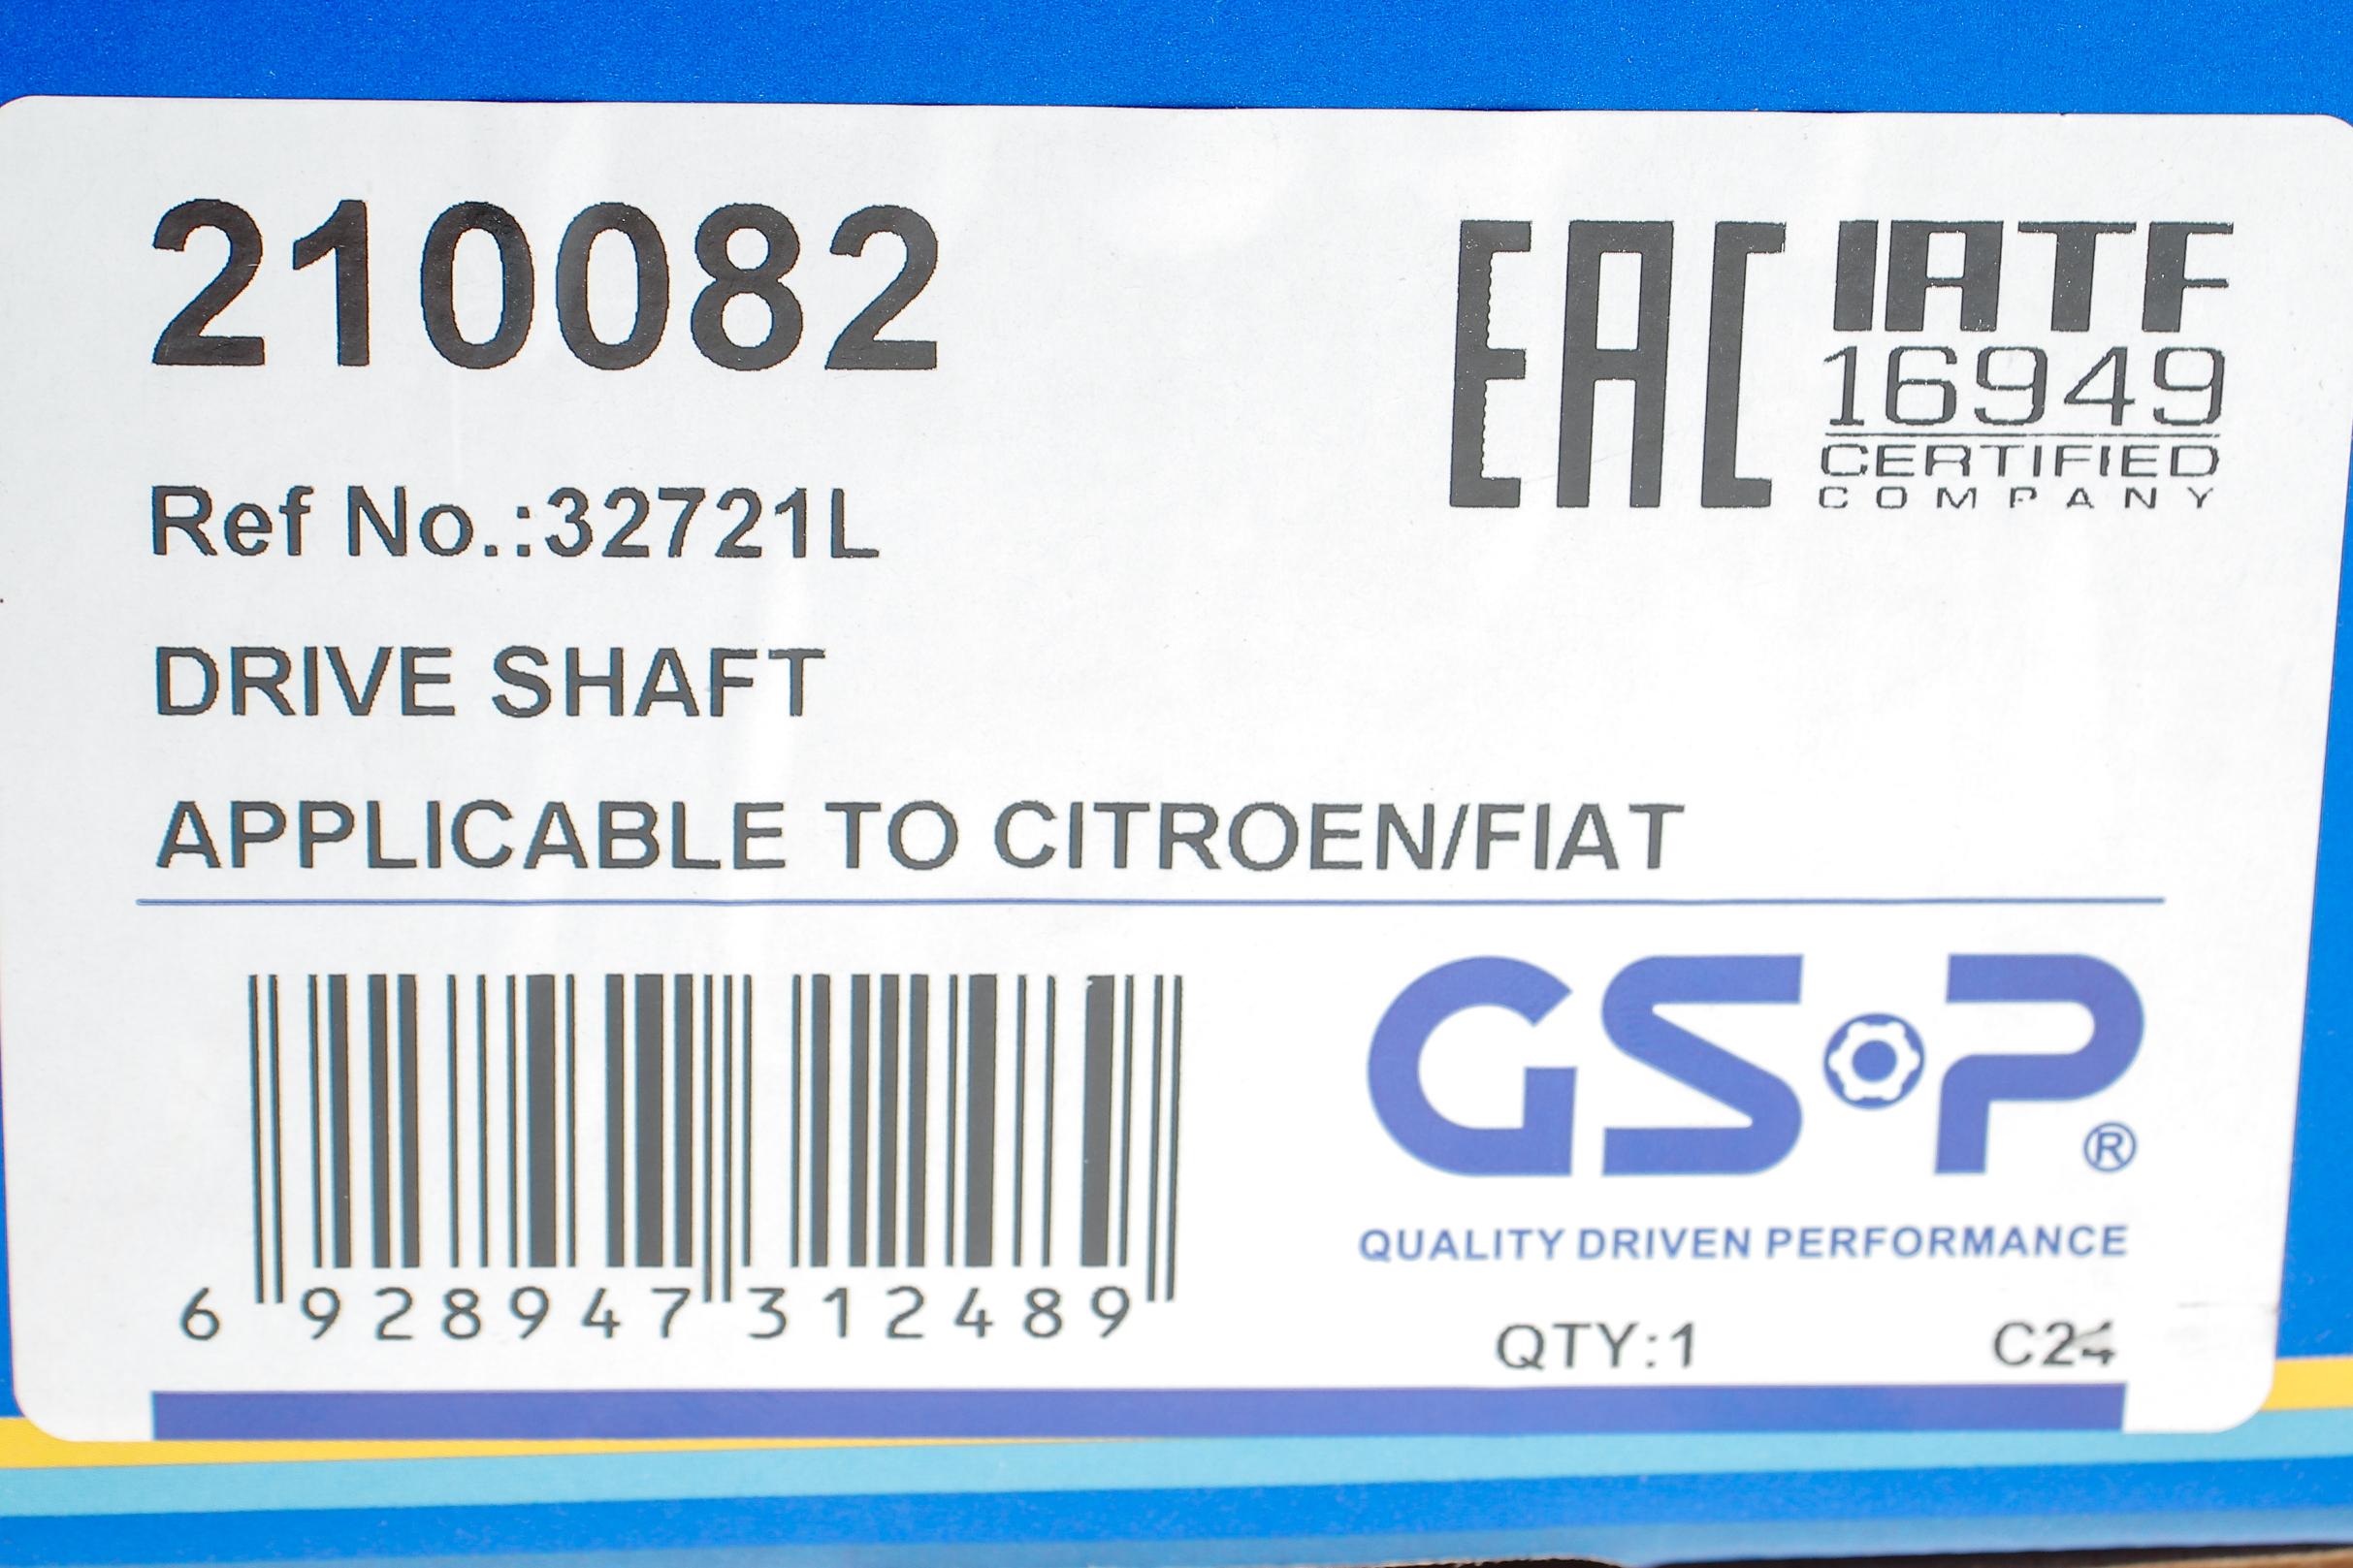 210082
EAC
IATF
16949
CERTIFIED
COMPANY
Ref No.:32721L
DRIVE SHAFT
APPLICABLE TO CITROEN/FIAT
GSP®
QUALITY DRIVEN PERFORMANCE
6 928947 312489
QTY:1
C24